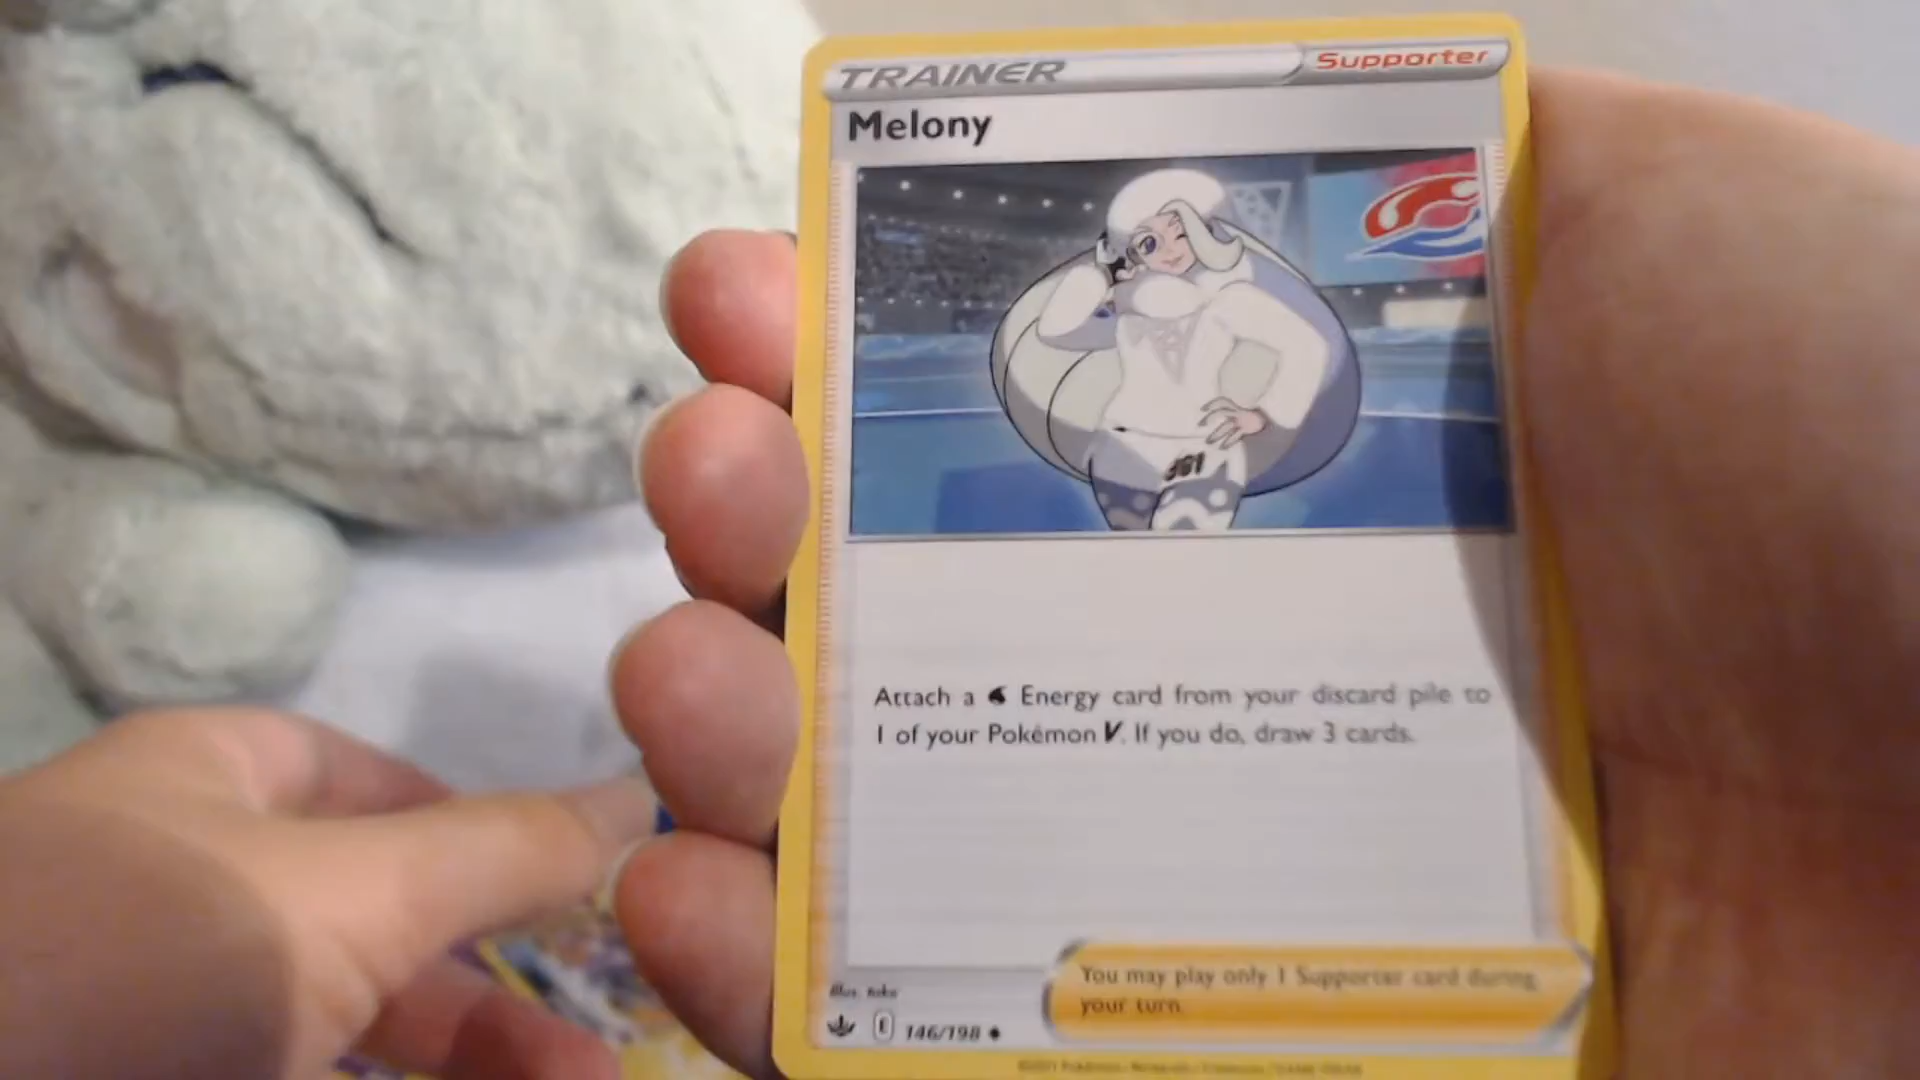 TRAINER Supporter
Melony
Attach a Energy card from your discard pile to
1 of your Pokémon V. If you do, draw 3 cards.
You may play only 1 Supporter card during
your turn.
Illus.
E 146/198